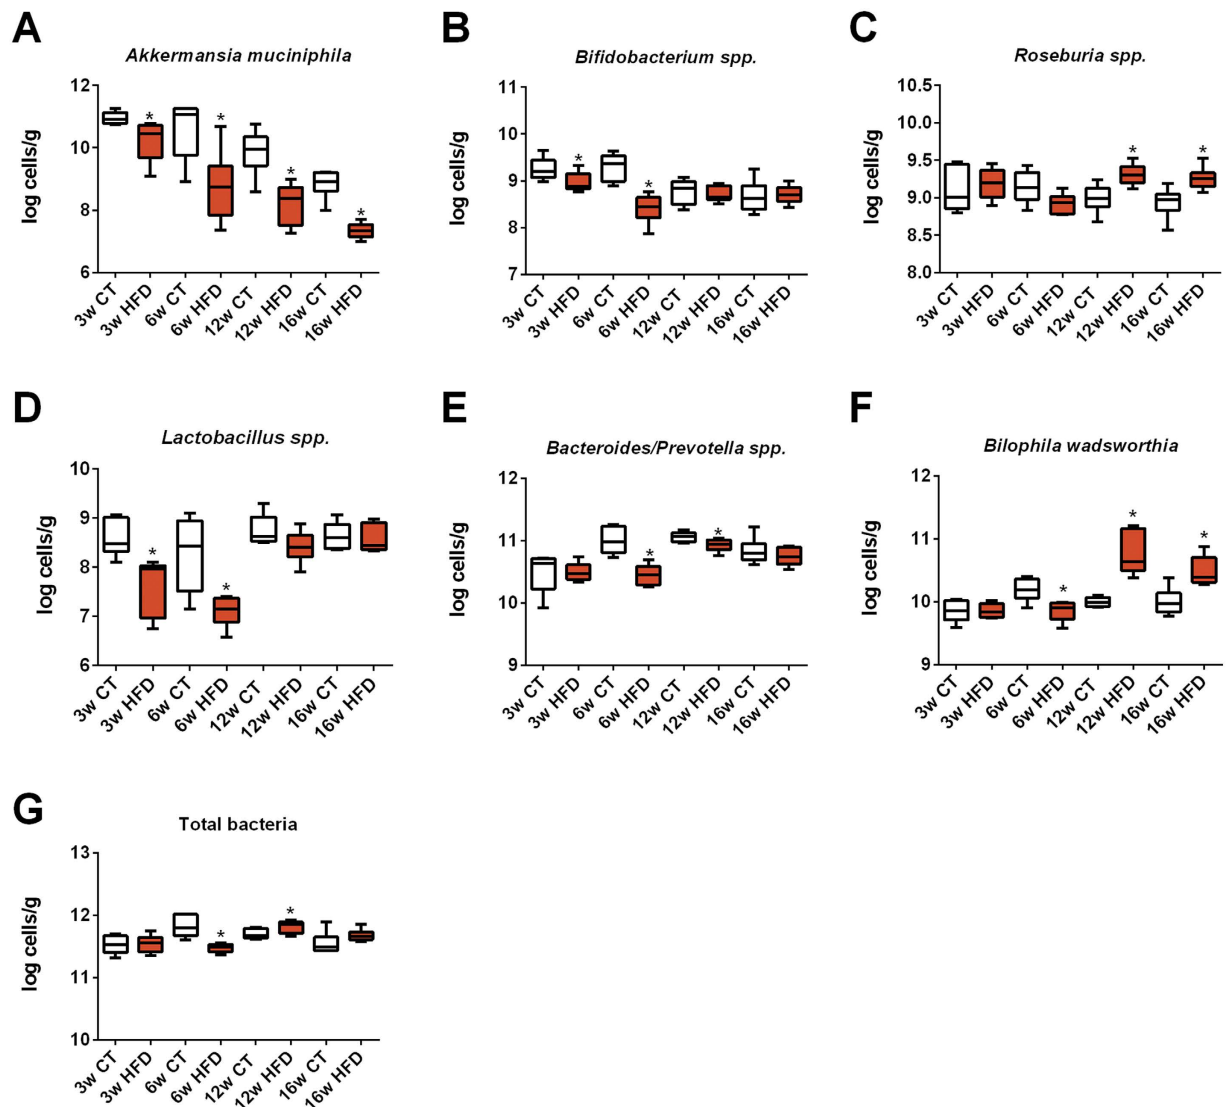 A
Akkermansia muciniphila
log cells/g
12
10
8
6
*
*
*
*
3w CT
3w HFD
6w CT
6w HFD
12w CT
12w HFD
16w CT
16w HFD
B
Bifidobacterium spp.
log cells/g
11
10
9
8
7
*
*
3w CT
3w HFD
6w CT
6w HFD
12w CT
12w HFD
16w CT
16w HFD
C
Roseburia spp.
log cells/g
10.5
10.0
9.5
9.0
8.5
8.0
*
*
3w CT
3w HFD
6w CT
6w HFD
12w CT
12w HFD
16w CT
16w HFD
D
Lactobacillus spp.
log cells/g
10
9
8
7
6
*
*
3w CT
3w HFD
6w CT
6w HFD
12w CT
12w HFD
16w CT
16w HFD
E
Bacteroides/Prevotella spp.
log cells/g
12
11
10
9
*
*
3w CT
3w HFD
6w CT
6w HFD
12w CT
12w HFD
16w CT
16w HFD
F
Bilophila wadsworthia
log cells/g
12
11
10
9
*
*
*
3w CT
3w HFD
6w CT
6w HFD
12w CT
12w HFD
16w CT
16w HFD
G
Total bacteria
log cells/g
13
12
11
10
*
*
3w CT
3w HFD
6w CT
6w HFD
12w CT
12w HFD
16w CT
16w HFD